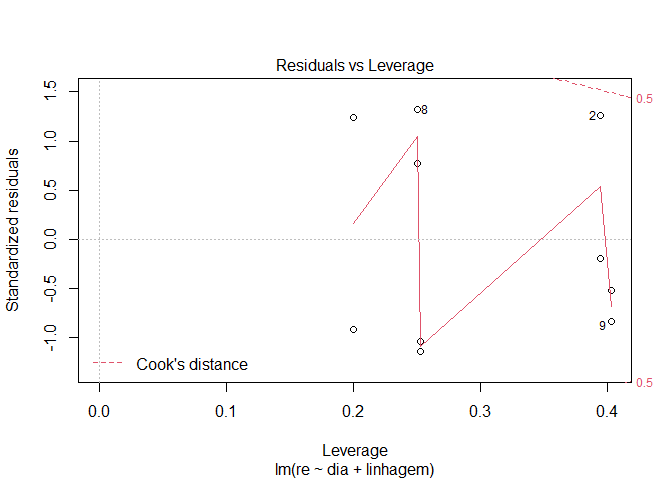 Residuals vs Leverage
Standardized residuals
1.5
1.0
0.5
0.0
-0.5
-1.0
0.5
0.5
8
2
9
Cook's distance
0.0 0.1 0.2 0.3 0.4
Leverage
lm(re ~ dia + linhagem)